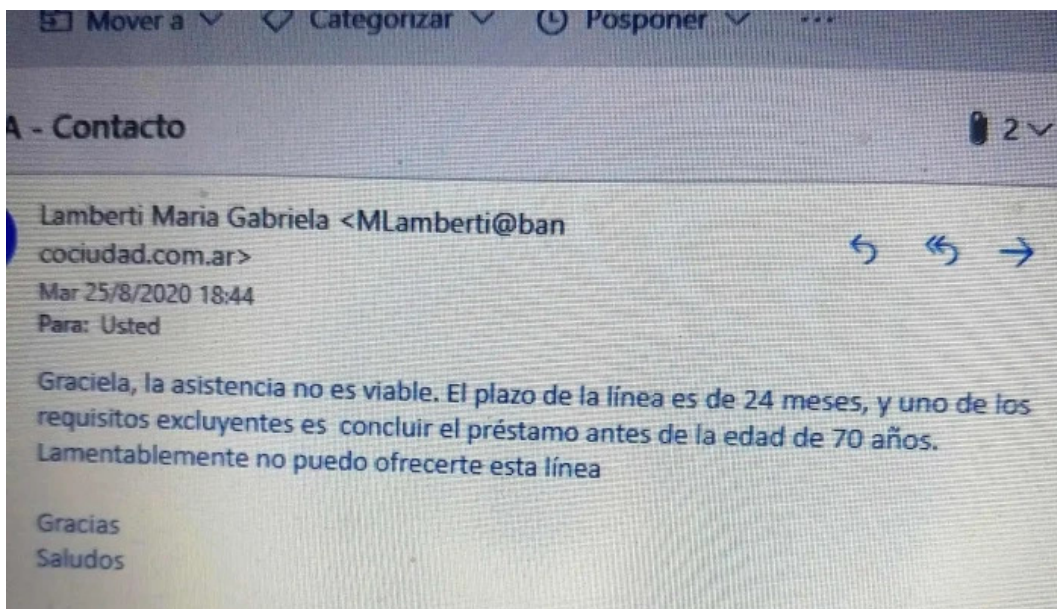 Mover a Categorizar Posponer ...
A - Contacto 2
Lamberti Maria Gabriela <MLamberti@ban
cociudad.com.ar>
Mar 25/8/2020 18:44
Para: Usted
Graciela, la asistencia no es viable. El plazo de la línea es de 24 meses, y uno de los
requisitos excluyentes es concluir el préstamo antes de la edad de 70 años.
Lamentablemente no puedo ofrecerte esta línea
Gracias
Saludos